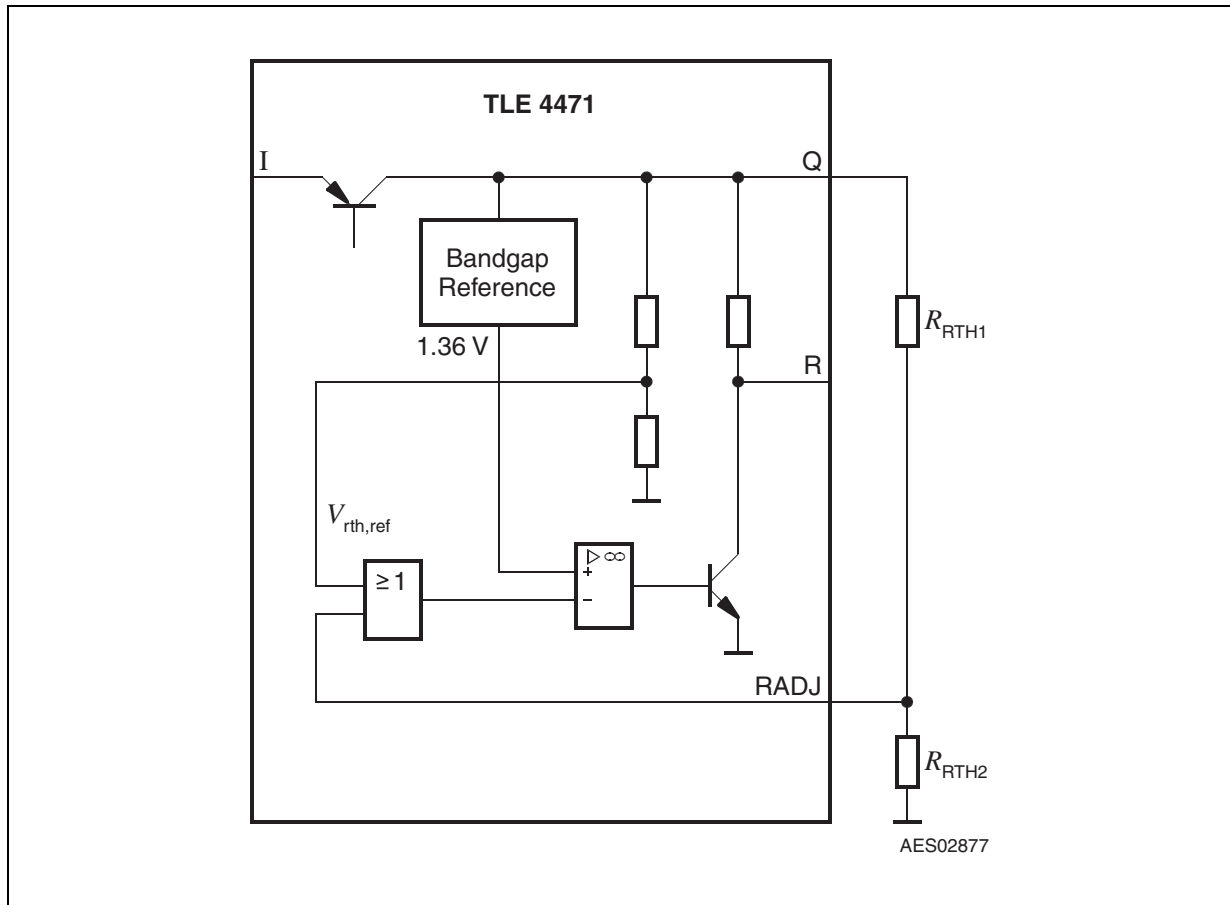 TLE 4471
I
Q
Bandgap
Reference
1.36 V
R_RTH1
R
V_rth,ref
≥ 1
▷ ∞
+
−
RADJ
R_RTH2
AES02877